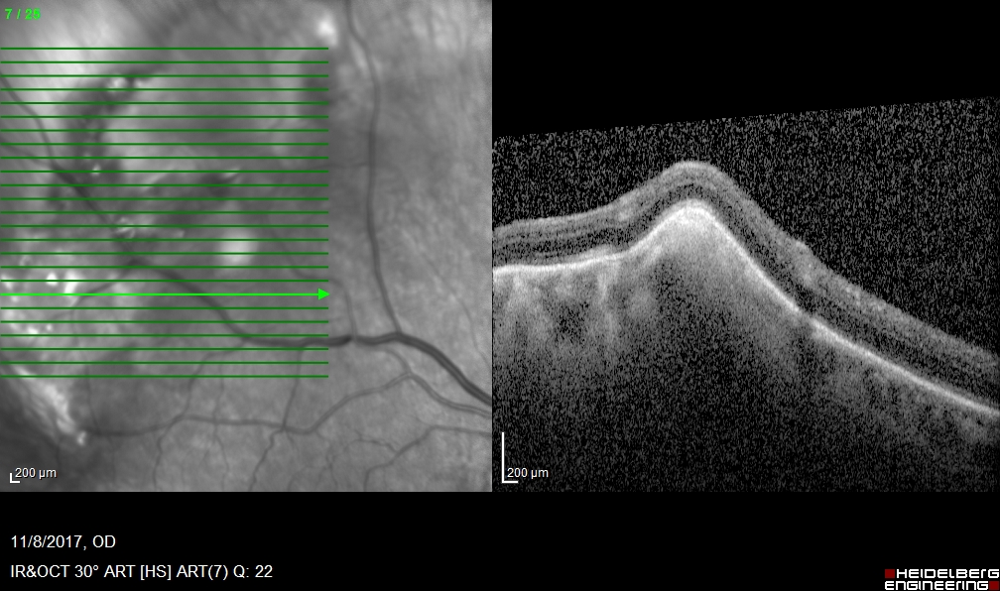 7 / 25
200 µm
200 µm
11/8/2017, OD
IR&OCT 30° ART [HS] ART(7) Q: 22
HEIDELBERG
ENGINEERING